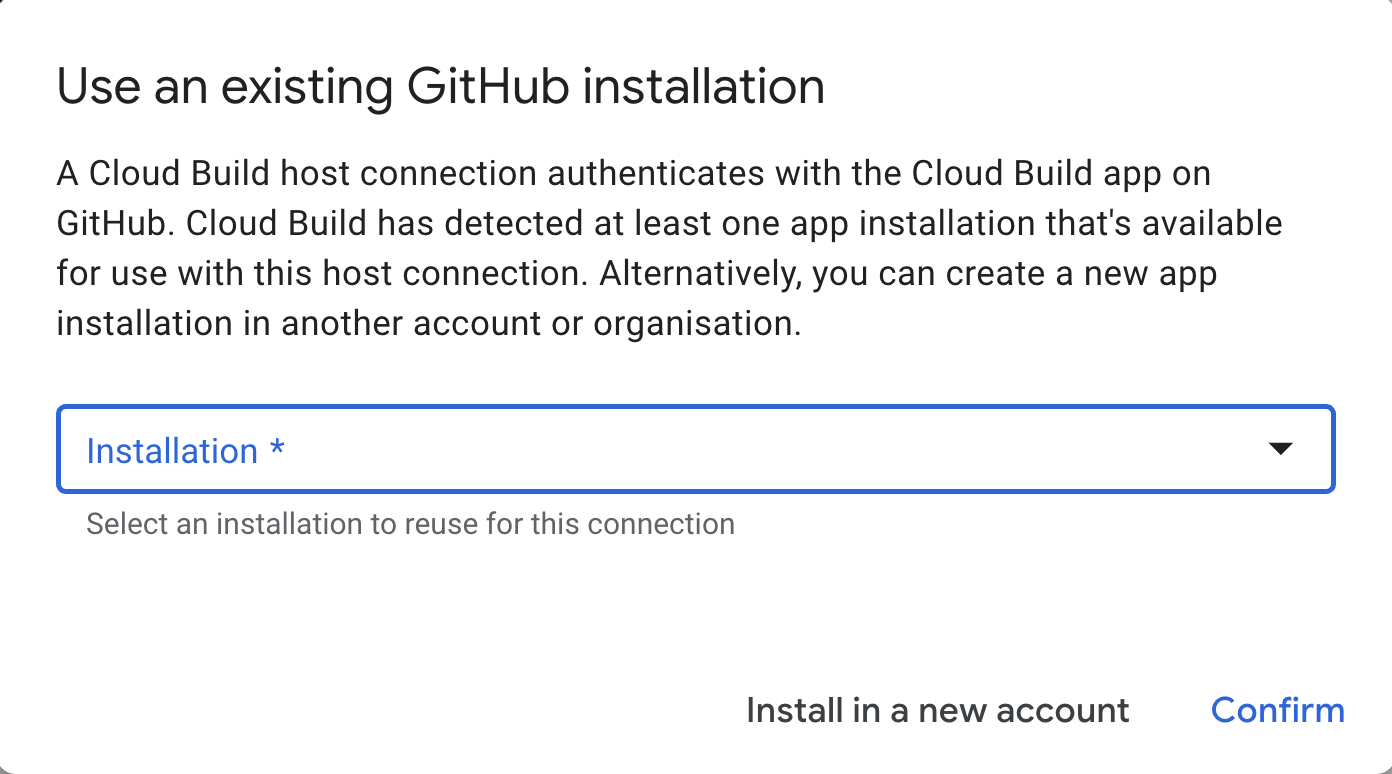 Use an existing GitHub installation
A Cloud Build host connection authenticates with the Cloud Build app on
GitHub. Cloud Build has detected at least one app installation that's available
for use with this host connection. Alternatively, you can create a new app
installation in another account or organisation.
Installation *
Select an installation to reuse for this connection
Install in a new account
Confirm